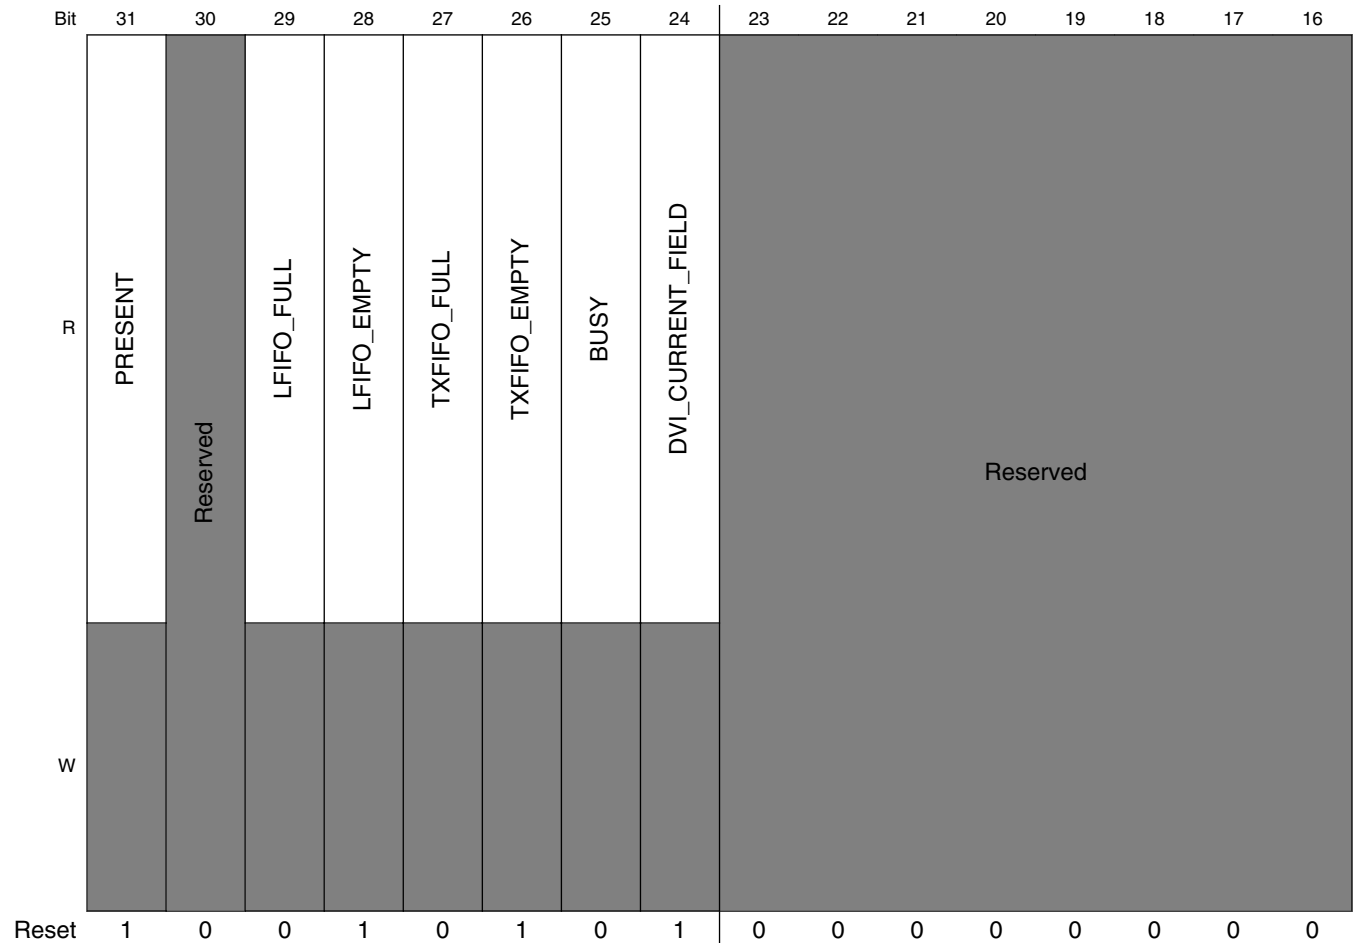 Bit 31 30 29 28 27 26 25 24 23 22 21 20 19 18 17 16
R PRESENT Reserved LFIFO_FULL LFIFO_EMPTY TXFIFO_FULL TXFIFO_EMPTY BUSY DVI_CURRENT_FIELD Reserved
W
Reset 1 0 0 1 0 1 0 1 0 0 0 0 0 0 0 0